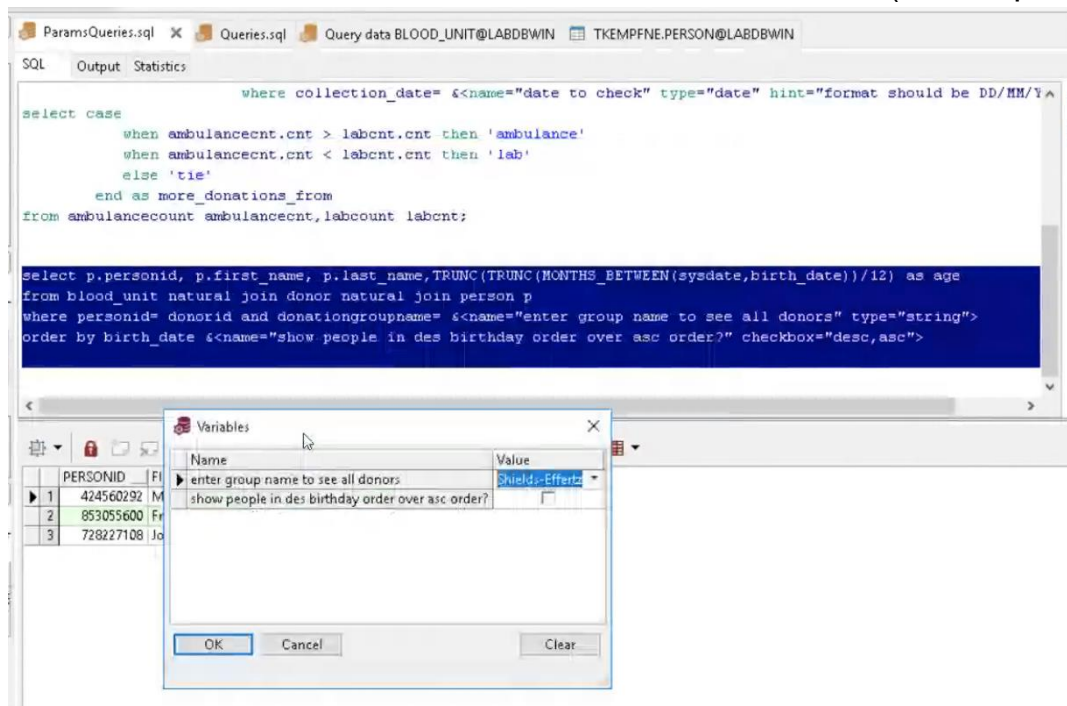 ParamsQueries.sql Queries.sql Query data BLOOD_UNIT@LABDBWIN TKEMPFNE.PERSON@LABDBWIN
SQL Output Statistics
where collection_date= &<name="date to check" type="date" hint="format should be DD/MM/Y
select case
when ambulancecnt.cnt > labcnt.cnt then 'ambulance'
when ambulancecnt.cnt < labcnt.cnt then 'lab'
else 'tie'
end as more_donations_from
from ambulancecount ambulancecnt,labcount labcnt;
select p.personid, p.first_name, p.last_name,TRUNC(TRUNC(MONTHS_BETWEEN(sysdate,birth_date))/12) as age
from blood_unit natural join donor natural join person p
where personid= donorid and donationgroupname= &<name="enter group name to see all donors" type="string">
order by birth_date &<name="show people in des birthday order over asc order?" checkbox="desc,asc">
Variables
Name Value
enter group name to see all donors Shields-Effertz
show people in des birthday order over asc order?
OK Cancel Clear
PERSONID FI
1 424560292 M
2 853055600 Fr
3 728227108 Jo